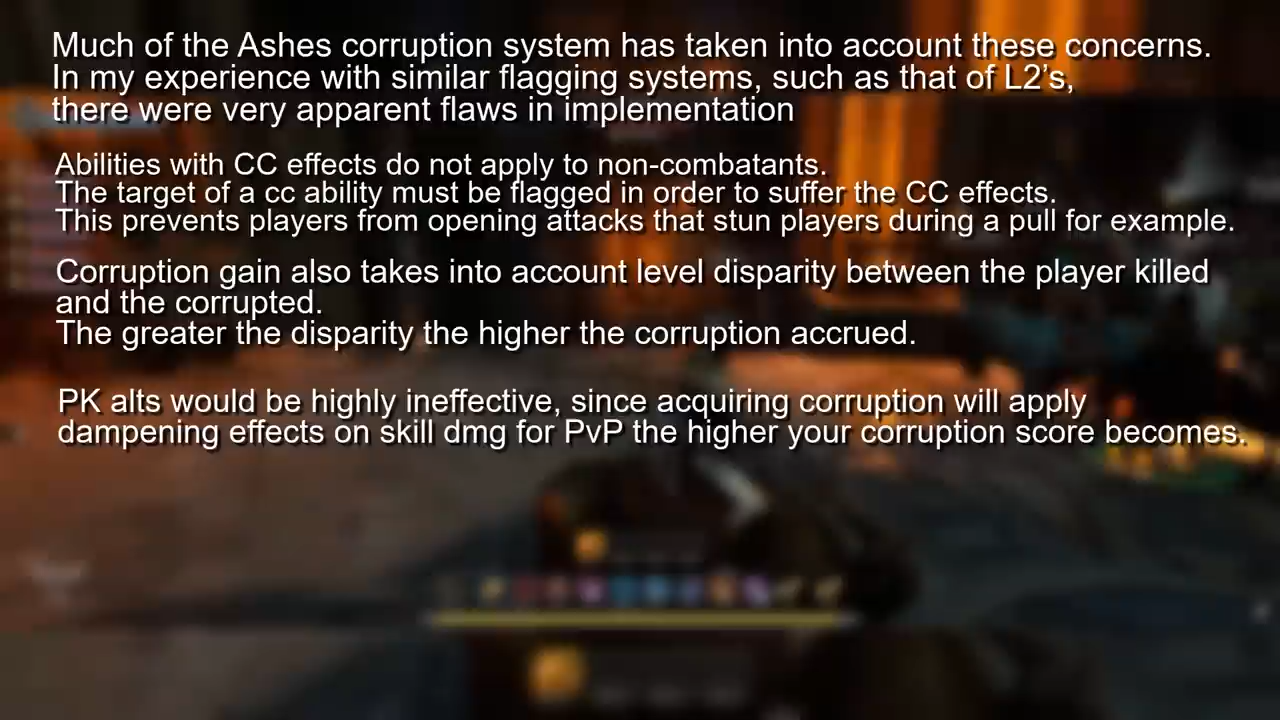 Much of the Ashes corruption system has taken into account these concerns.
In my experience with similar flagging systems, such as that of L2's,
there were very apparent flaws in implementation
Abilities with CC effects do not apply to non-combatants.
The target of a cc ability must be flagged in order to suffer the CC effects.
This prevents players from opening attacks that stun players during a pull for example.
Corruption gain also takes into account level disparity between the player killed
and the corrupted.
The greater the disparity the higher the corruption accrued.
PK alts would be highly ineffective, since acquiring corruption will apply
dampening effects on skill dmg for PvP the higher your corruption score becomes.